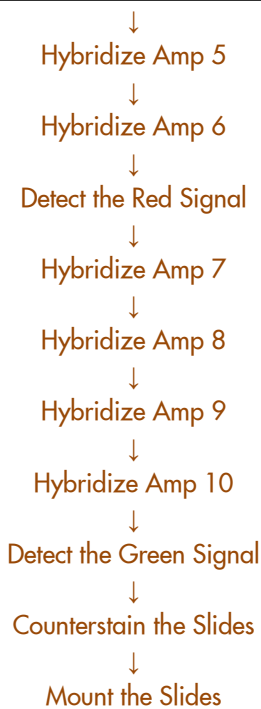 ↓
Hybridize Amp 5
↓
Hybridize Amp 6
↓
Detect the Red Signal
↓
Hybridize Amp 7
↓
Hybridize Amp 8
↓
Hybridize Amp 9
↓
Hybridize Amp 10
↓
Detect the Green Signal
↓
Counterstain the Slides
↓
Mount the Slides